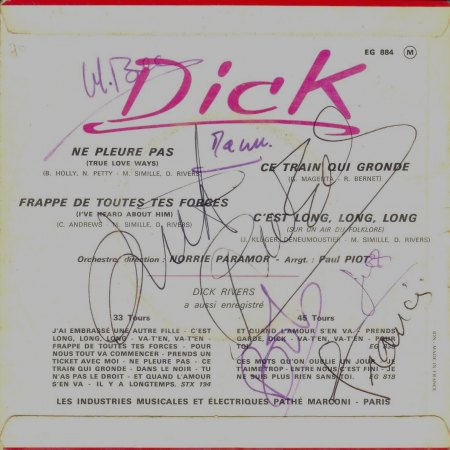 EG 884 M
Dick
NE PLEURE PAS
(TRUE LOVE WAYS)
(B. HOLLY, N. PETTY - M. SIMILLE, D. RIVERS)
CE TRAIN QUI GRONDE
(G. MAGENTA - R. BERNET)
FRAPPE DE TOUTES TES FORCES
(I'VE HEARD ABOUT HIM)
(C. ANDREWS - M. SIMILLE, D. RIVERS)
C'EST LONG, LONG, LONG
(SUR UN AIR DU FOLKLORE)
(J. KLUGER, DENEUMOUSTIER - M. SIMILLE, D. RIVERS)
Orchestre direction : NORRIE PARAMOR - Arrgt. : Paul PIOT
DICK RIVERS
a aussi enregistré
33 Tours
J'AI EMBRASSÉ UNE AUTRE FILLE - C'EST
LONG, LONG, LONG - VA-T'EN, VA-T'EN
FRAPPE DE TOUTES TES FORCES - POUR
NOUS TOUT VA COMMENCER - PRENDS UN
TICKET AVEC MOI - NE PLEURE PAS - CE
TRAIN QUI GRONDE - DANS LE NOIR - TU
N'AS PAS LE DROIT - ET QUAND L'AMOUR
S'EN VA - IL Y A LONGTEMPS. STX 194
45 Tours
ET QUAND L'AMOUR S'EN VA - PRENDS
GARDE, DICK - VA-T'EN, VA-T'EN - POUR
TOI. EG
CES MOTS QU'ON OUBLIE UN JOUR - JE
T'AIME TROP - ENTRE NOUS C'EST FINI - JE
NE SUIS PLUS RIEN SANS TOI. EG 818
LES INDUSTRIES MUSICALES ET ÉLECTRIQUES PATHÉ MARCONI - PARIS